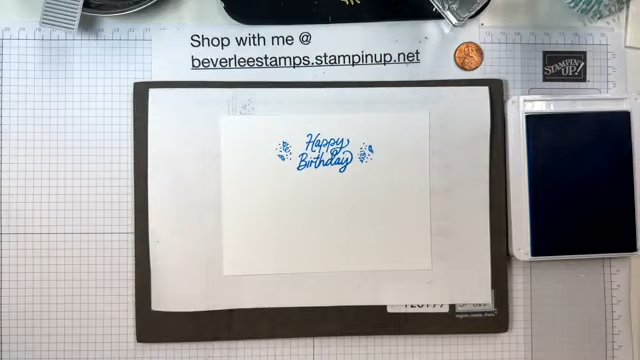 Shop with me @
beverleestamps.stampinup.net
STAMPIN'
UP!
Happy
Birthday